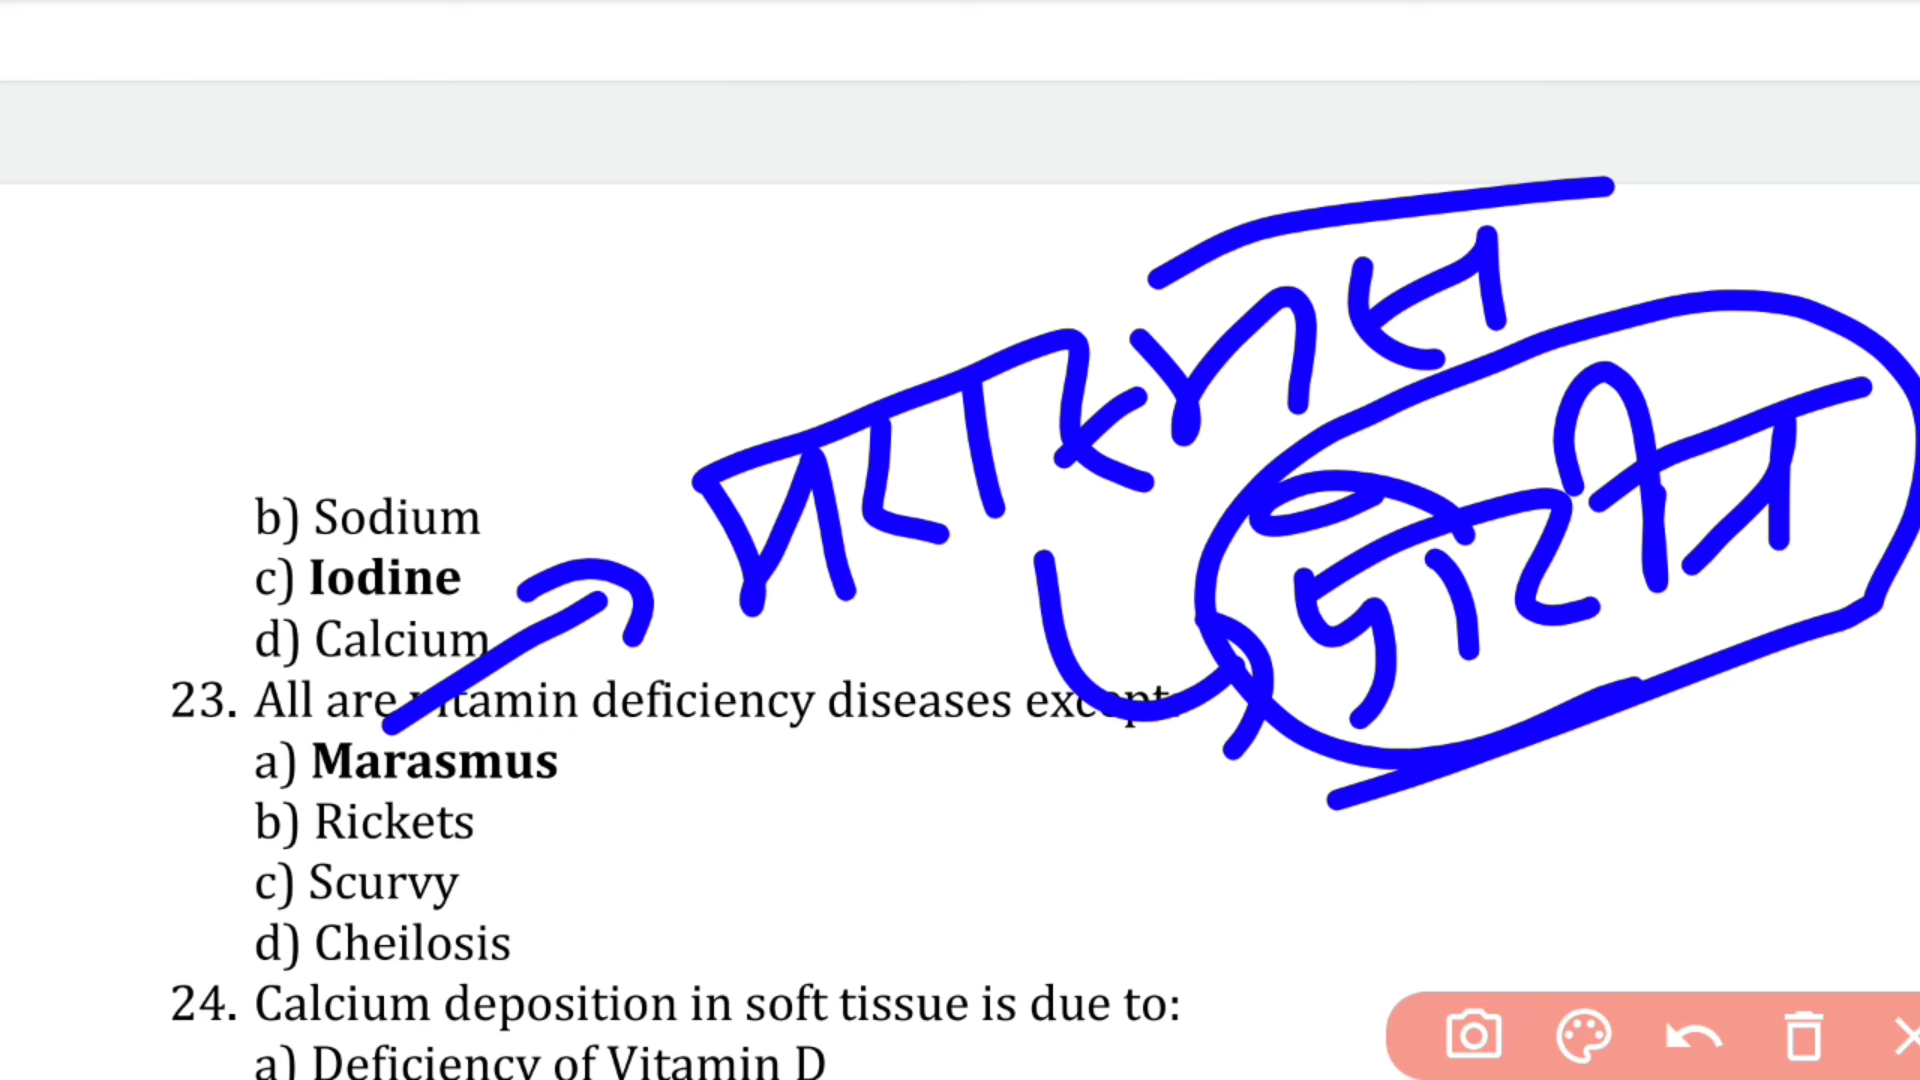 b) Sodium
c) Iodine
d) Calcium
23. All are vitamin deficiency diseases except:
a) Marasmus
b) Rickets
c) Scurvy
d) Cheilosis
24. Calcium deposition in soft tissue is due to:
a) Deficiency of Vitamin D